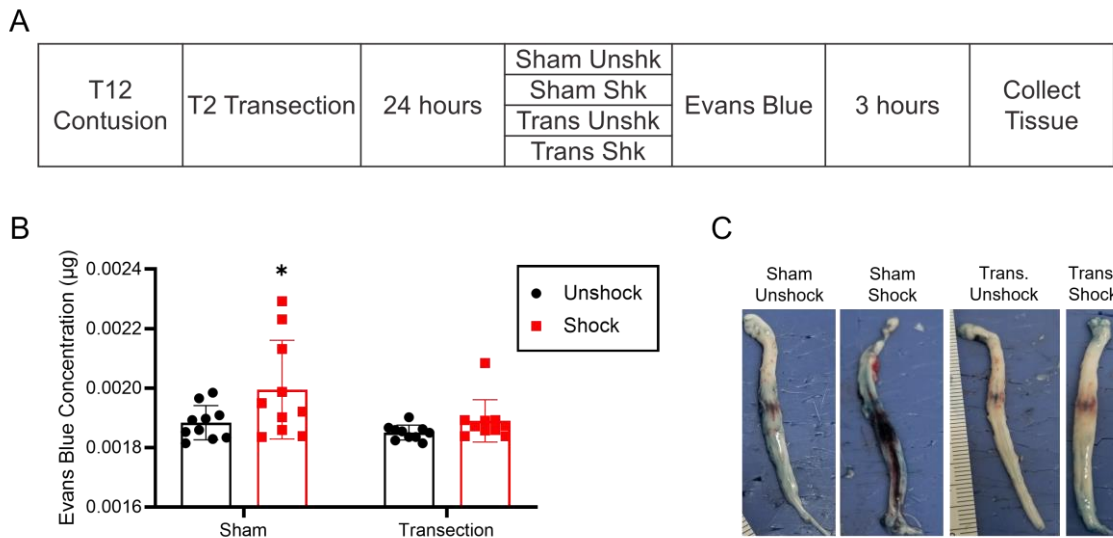 A
T12
Contusion
T2 Transection
24 hours
Sham Unshk
Sham Shk
Trans Unshk
Trans Shk
Evans Blue
3 hours
Collect
Tissue
B
Evans Blue Concentration (µg)
0.0024
0.0022
0.0020
0.0018
0.0016
*
Unshock
Shock
Sham
Transection
C
Sham
Unshock
Sham
Shock
Trans.
Unshock
Trans.
Shock